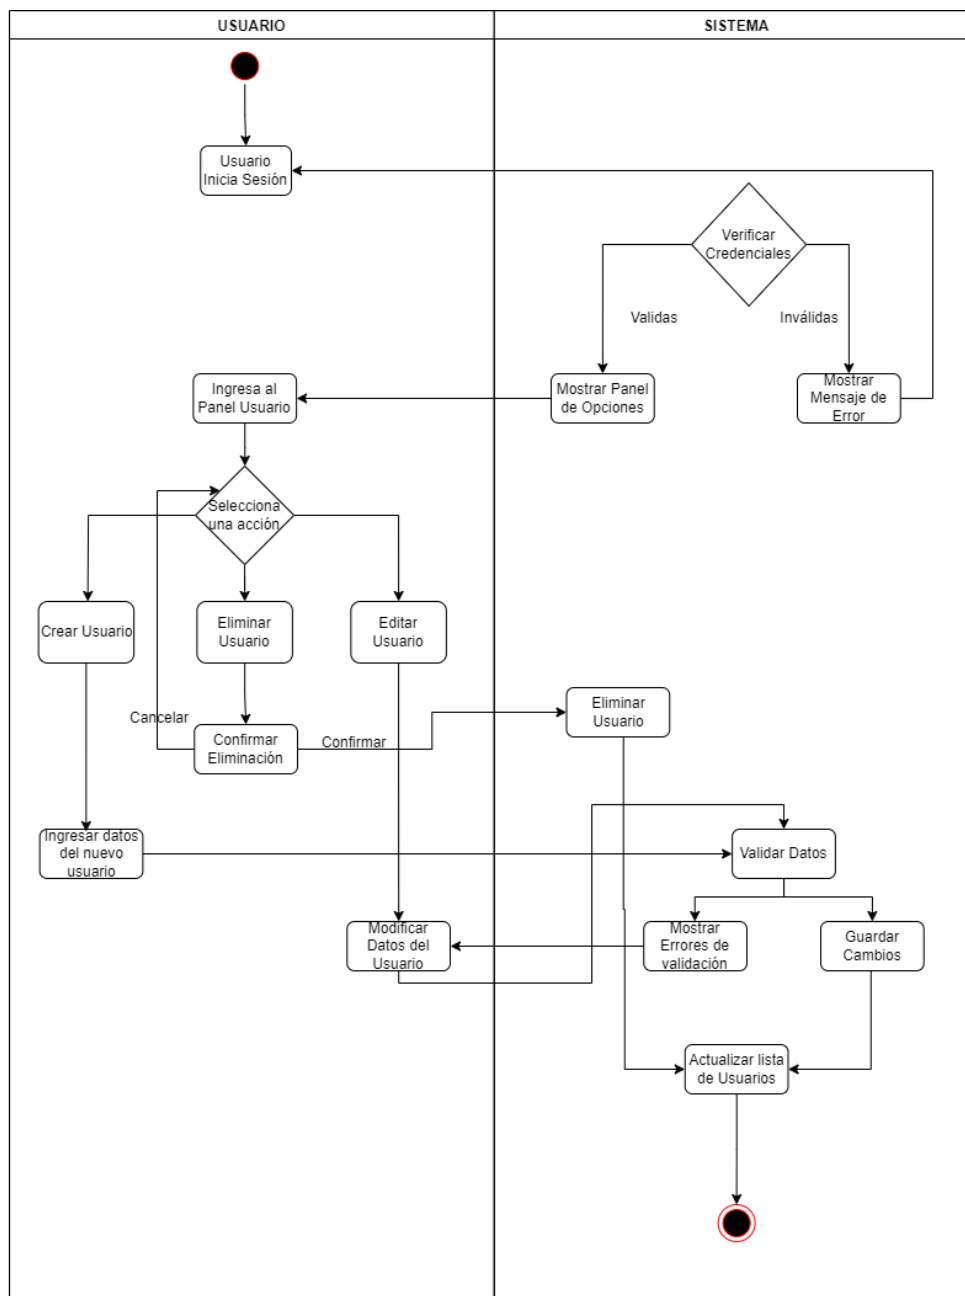 USUARIO
SISTEMA
Usuario
Inicia Sesión
Verificar
Credenciales
Validas
Inválidas
Ingresa al
Panel Usuario
Mostrar Panel
de Opciones
Mostrar
Mensaje de
Error
Selecciona
una acción
Crear Usuario
Eliminar
Usuario
Editar
Usuario
Cancelar
Confirmar
Eliminación
Confirmar
Eliminar
Usuario
Ingresar datos
del nuevo
usuario
Validar Datos
Modificar
Datos del
Usuario
Mostrar
Errores de
validación
Guardar
Cambios
Actualizar lista
de Usuarios